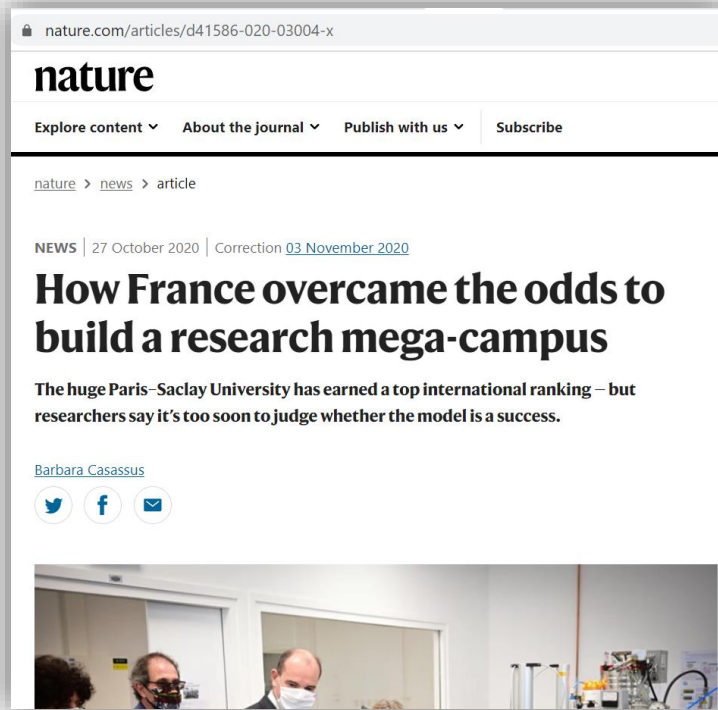 nature.com/articles/d41586-020-03004-x
nature
Explore content About the journal Publish with us Subscribe
nature > news > article
NEWS | 27 October 2020 | Correction 03 November 2020
How France overcame the odds to
build a research mega-campus
The huge Paris–Saclay University has earned a top international ranking — but
researchers say it’s too soon to judge whether the model is a success.
Barbara Casassus